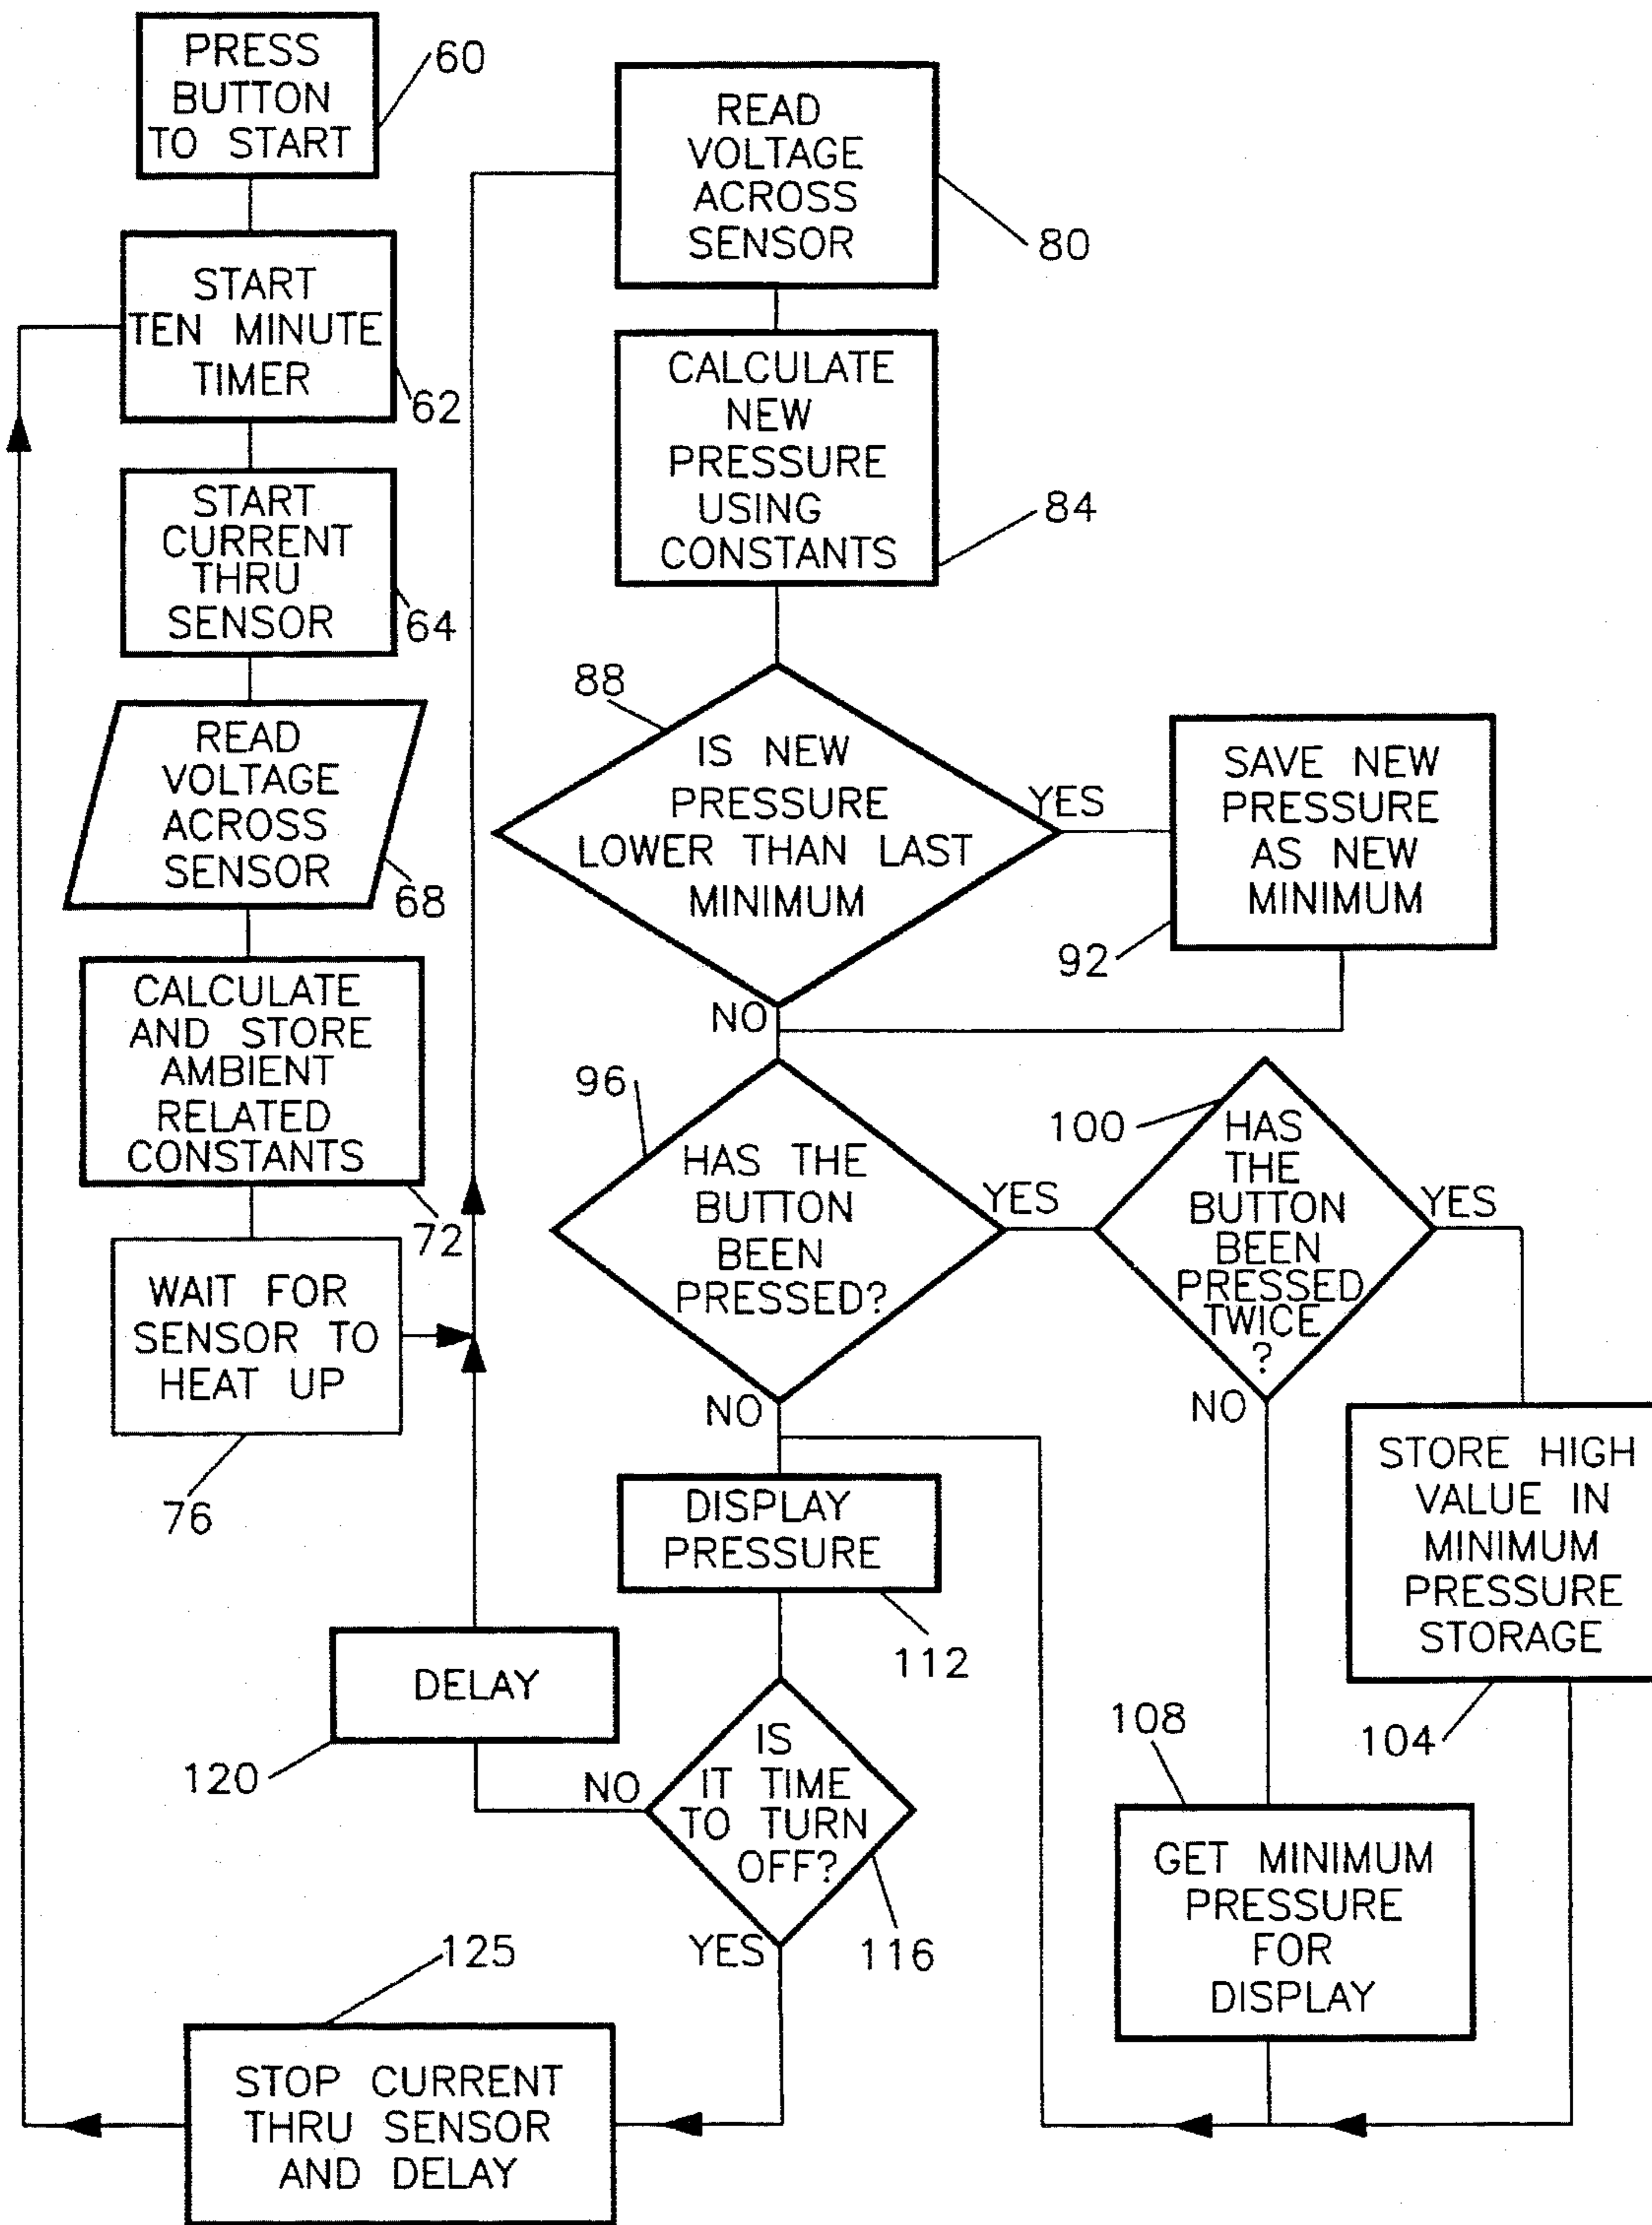 PRESS
BUTTON
TO START
60
START
TEN MINUTE
TIMER
62
START
CURRENT
THRU
SENSOR
64
READ
VOLTAGE
ACROSS
SENSOR
68
CALCULATE
AND STORE
AMBIENT
RELATED
CONSTANTS
72
WAIT FOR
SENSOR TO
HEAT UP
76
READ
VOLTAGE
ACROSS
SENSOR
80
CALCULATE
NEW
PRESSURE
USING
CONSTANTS
84
88
IS NEW
PRESSURE
LOWER THAN LAST
MINIMUM
YES
NO
SAVE NEW
PRESSURE
AS NEW
MINIMUM
92
96
HAS THE
BUTTON
BEEN
PRESSED?
YES
NO
100
HAS
THE
BUTTON
BEEN
PRESSED
TWICE
?
YES
NO
STORE HIGH
VALUE IN
MINIMUM
PRESSURE
STORAGE
104
108
GET MINIMUM
PRESSURE
FOR
DISPLAY
DISPLAY
PRESSURE
112
IS
IT TIME
TO TURN
OFF?
116
NO
YES
DELAY
120
125
STOP CURRENT
THRU SENSOR
AND DELAY